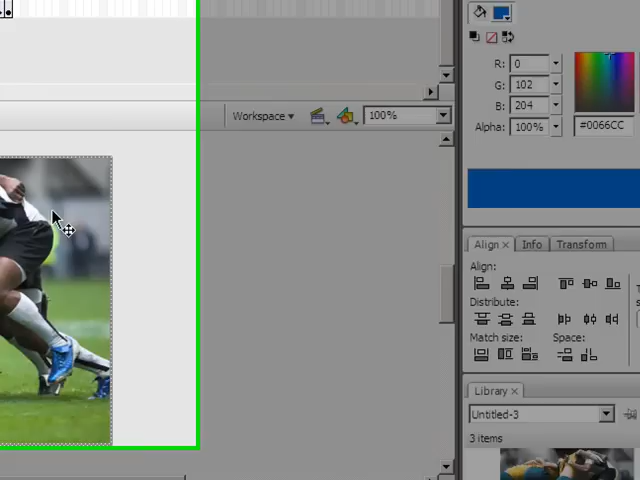 R: 0
G: 102
B: 204
Workspace
100%
Alpha: 100%
#0066CC
Align
Info
Transform
Align:
Distribute:
Match size:
Space:
Library
Untitled-3
3 items